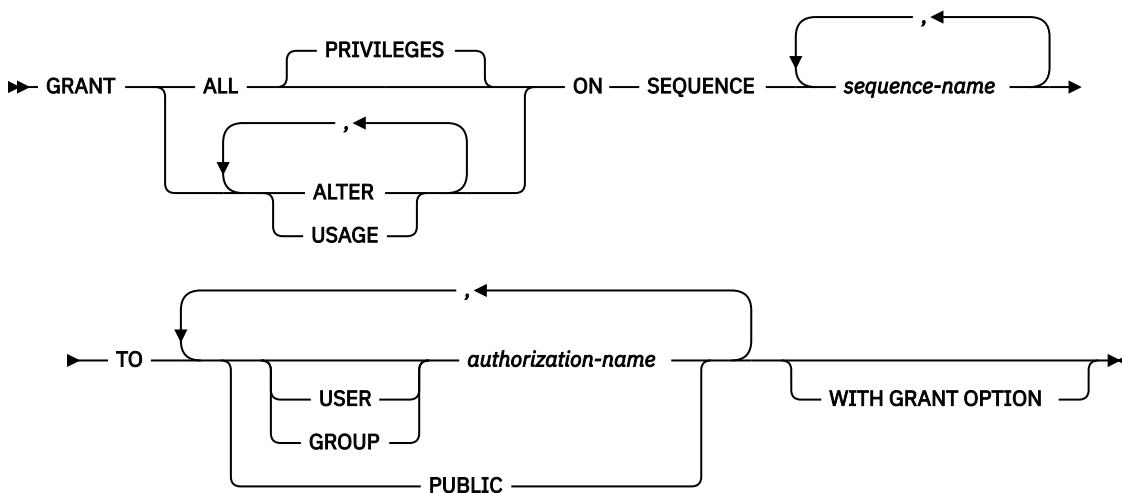 ,
PRIVILEGES
GRANT ALL ON SEQUENCE sequence-name
,
ALTER
USAGE
,
TO authorization-name
USER WITH GRANT OPTION
GROUP
PUBLIC